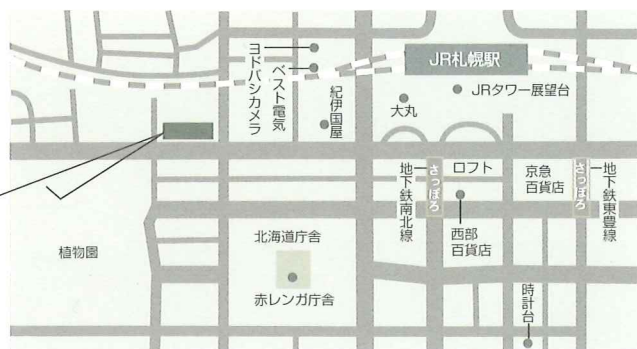 JR札幌駅
ヨドバシカメラ
ベスト電気
紀伊国屋
大丸
JRタワー展望台
地下鉄南北線
さっぽろ
ロフト
京急
百貨店
さっぽろ
地下鉄東豊線
西部
百貨店
植物園
北海道庁舎
赤レンガ庁舎
時計台